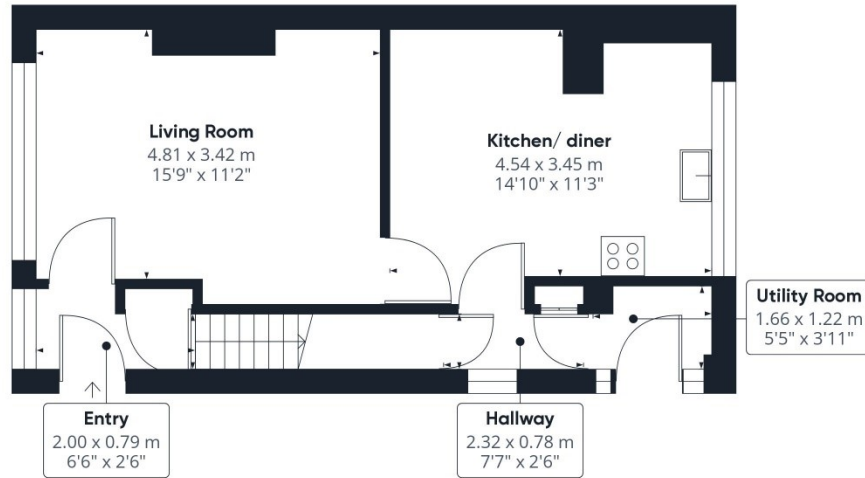 Living Room
4.81 x 3.42 m
15'9" x 11'2"
Kitchen/ diner
4.54 x 3.45 m
14'10" x 11'3"
Utility Room
1.66 x 1.22 m
5'5" x 3'11"
Entry
2.00 x 0.79 m
6'6" x 2'6"
Hallway
2.32 x 0.78 m
7'7" x 2'6"